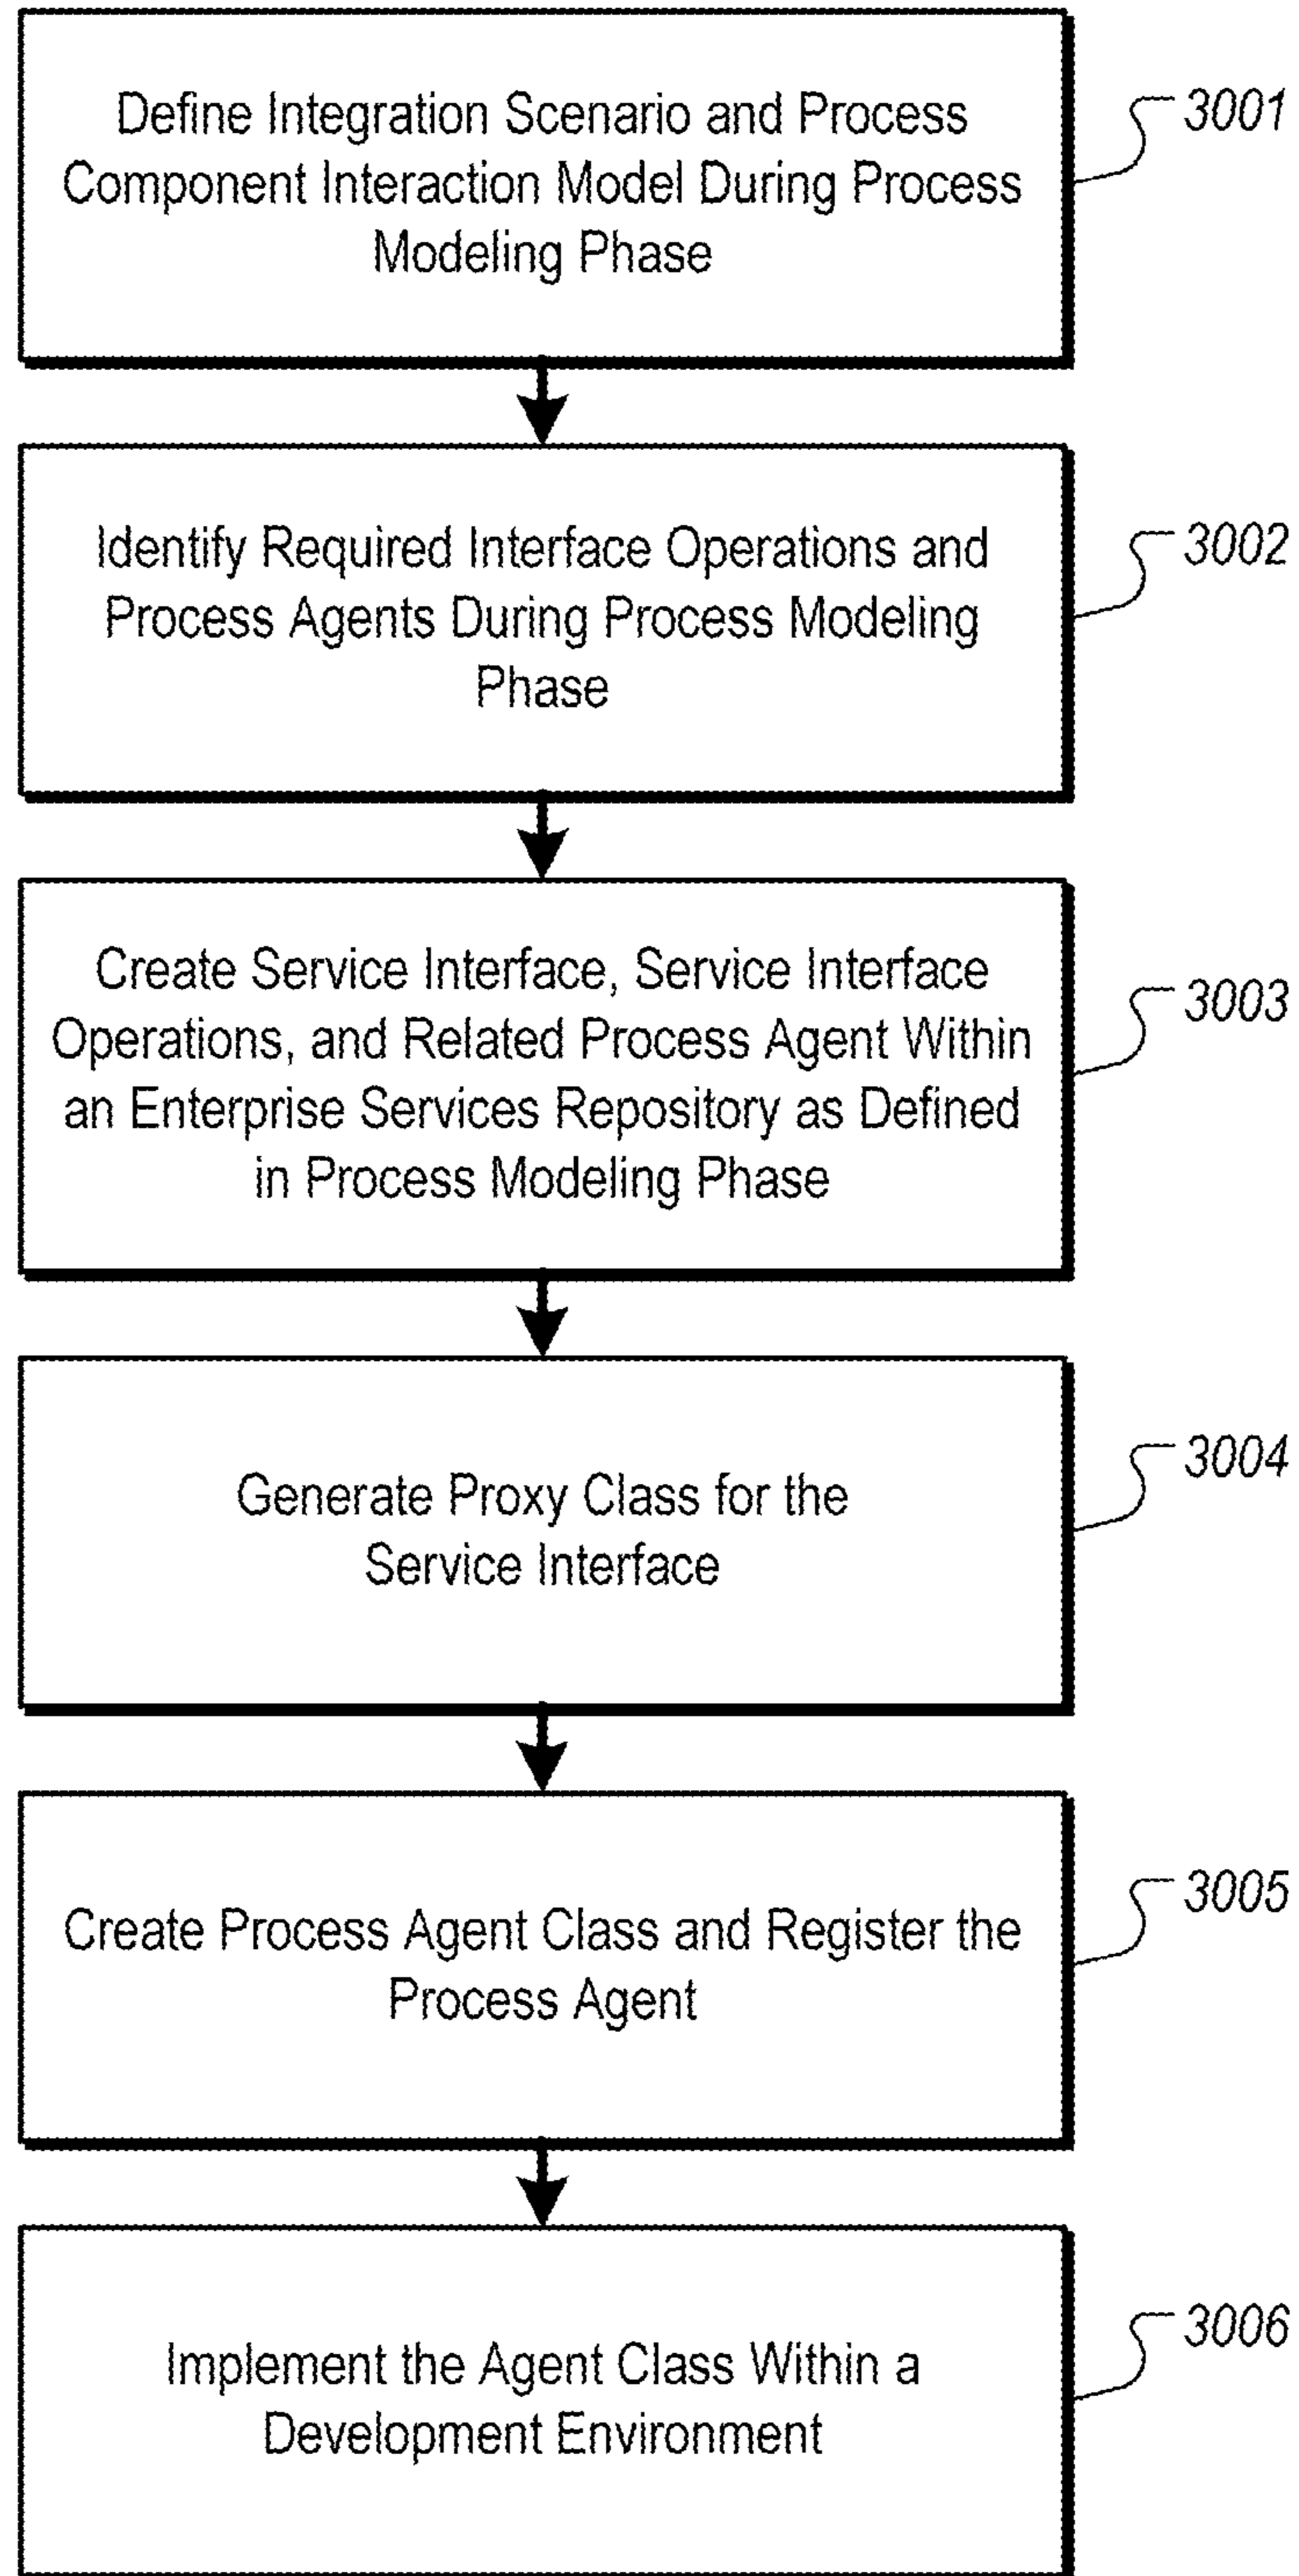 Define Integration Scenario and Process
Component Interaction Model During Process
Modeling Phase
3001
Identify Required Interface Operations and
Process Agents During Process Modeling
Phase
3002
Create Service Interface, Service Interface
Operations, and Related Process Agent Within
an Enterprise Services Repository as Defined
in Process Modeling Phase
3003
Generate Proxy Class for the
Service Interface
3004
Create Process Agent Class and Register the
Process Agent
3005
Implement the Agent Class Within a
Development Environment
3006